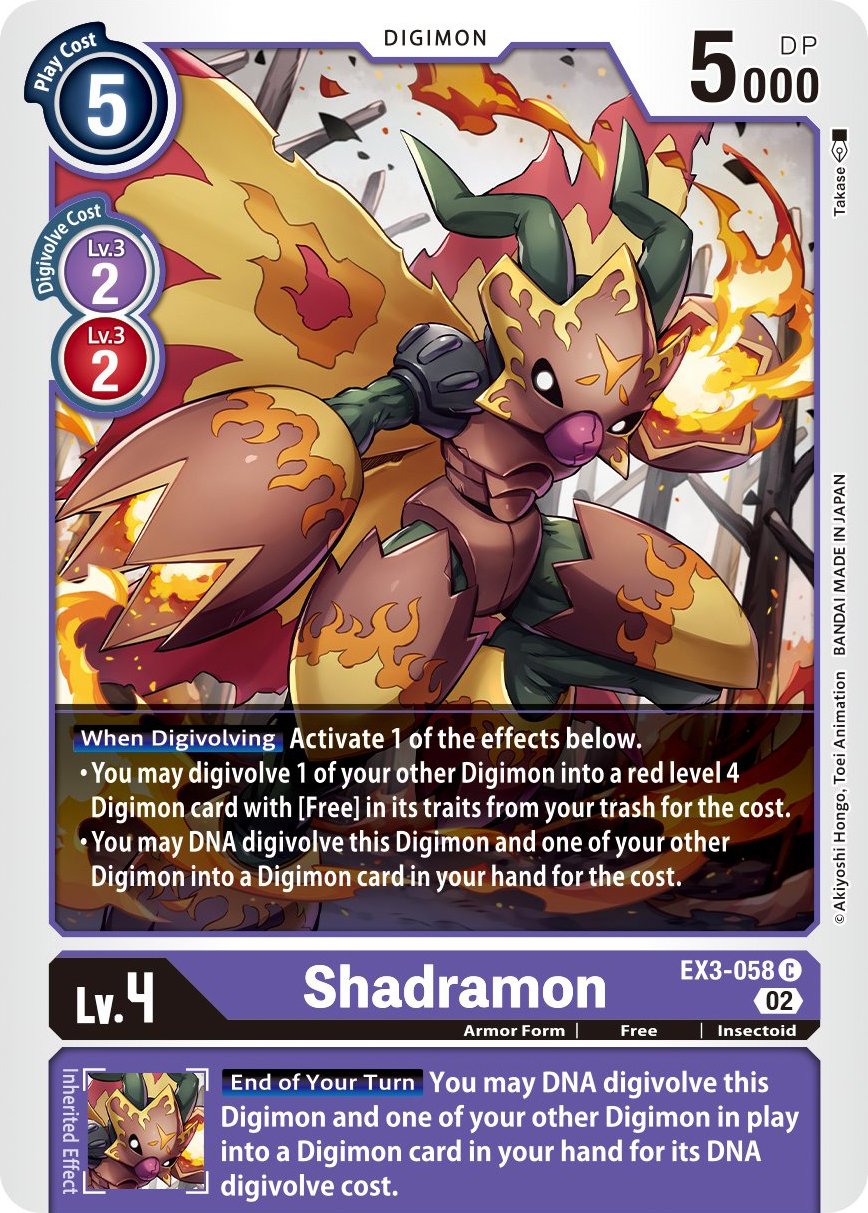 DIGIMON
Play Cost
5
DP
5000
Digivolve Cost
Lv.3
2
Lv.3
2
Takase
BANDAI MADE IN JAPAN
© Akiyoshi Hongo, Toei Animation
When Digivolving Activate 1 of the effects below.
・You may digivolve 1 of your other Digimon into a red level 4
Digimon card with [Free] in its traits from your trash for the cost.
・You may DNA digivolve this Digimon and one of your other
Digimon into a Digimon card in your hand for the cost.
Lv.4
Shadramon
EX3-058 C
02
Armor Form | Free | Insectoid
Inherited Effect
End of Your Turn You may DNA digivolve this
Digimon and one of your other Digimon in play
into a Digimon card in your hand for its DNA
digivolve cost.